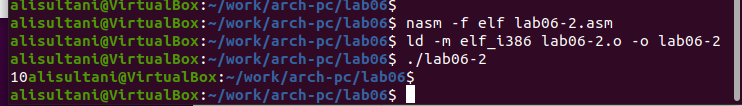 alisultani@VirtualBox:~/work/arch-pc/lab06$
alisultani@VirtualBox:~/work/arch-pc/lab06$ nasm -f elf lab06-2.asm
alisultani@VirtualBox:~/work/arch-pc/lab06$ ld -m elf_i386 lab06-2.o -o lab06-2
alisultani@VirtualBox:~/work/arch-pc/lab06$ ./lab06-2
10alisultani@VirtualBox:~/work/arch-pc/lab06$
alisultani@VirtualBox:~/work/arch-pc/lab06$